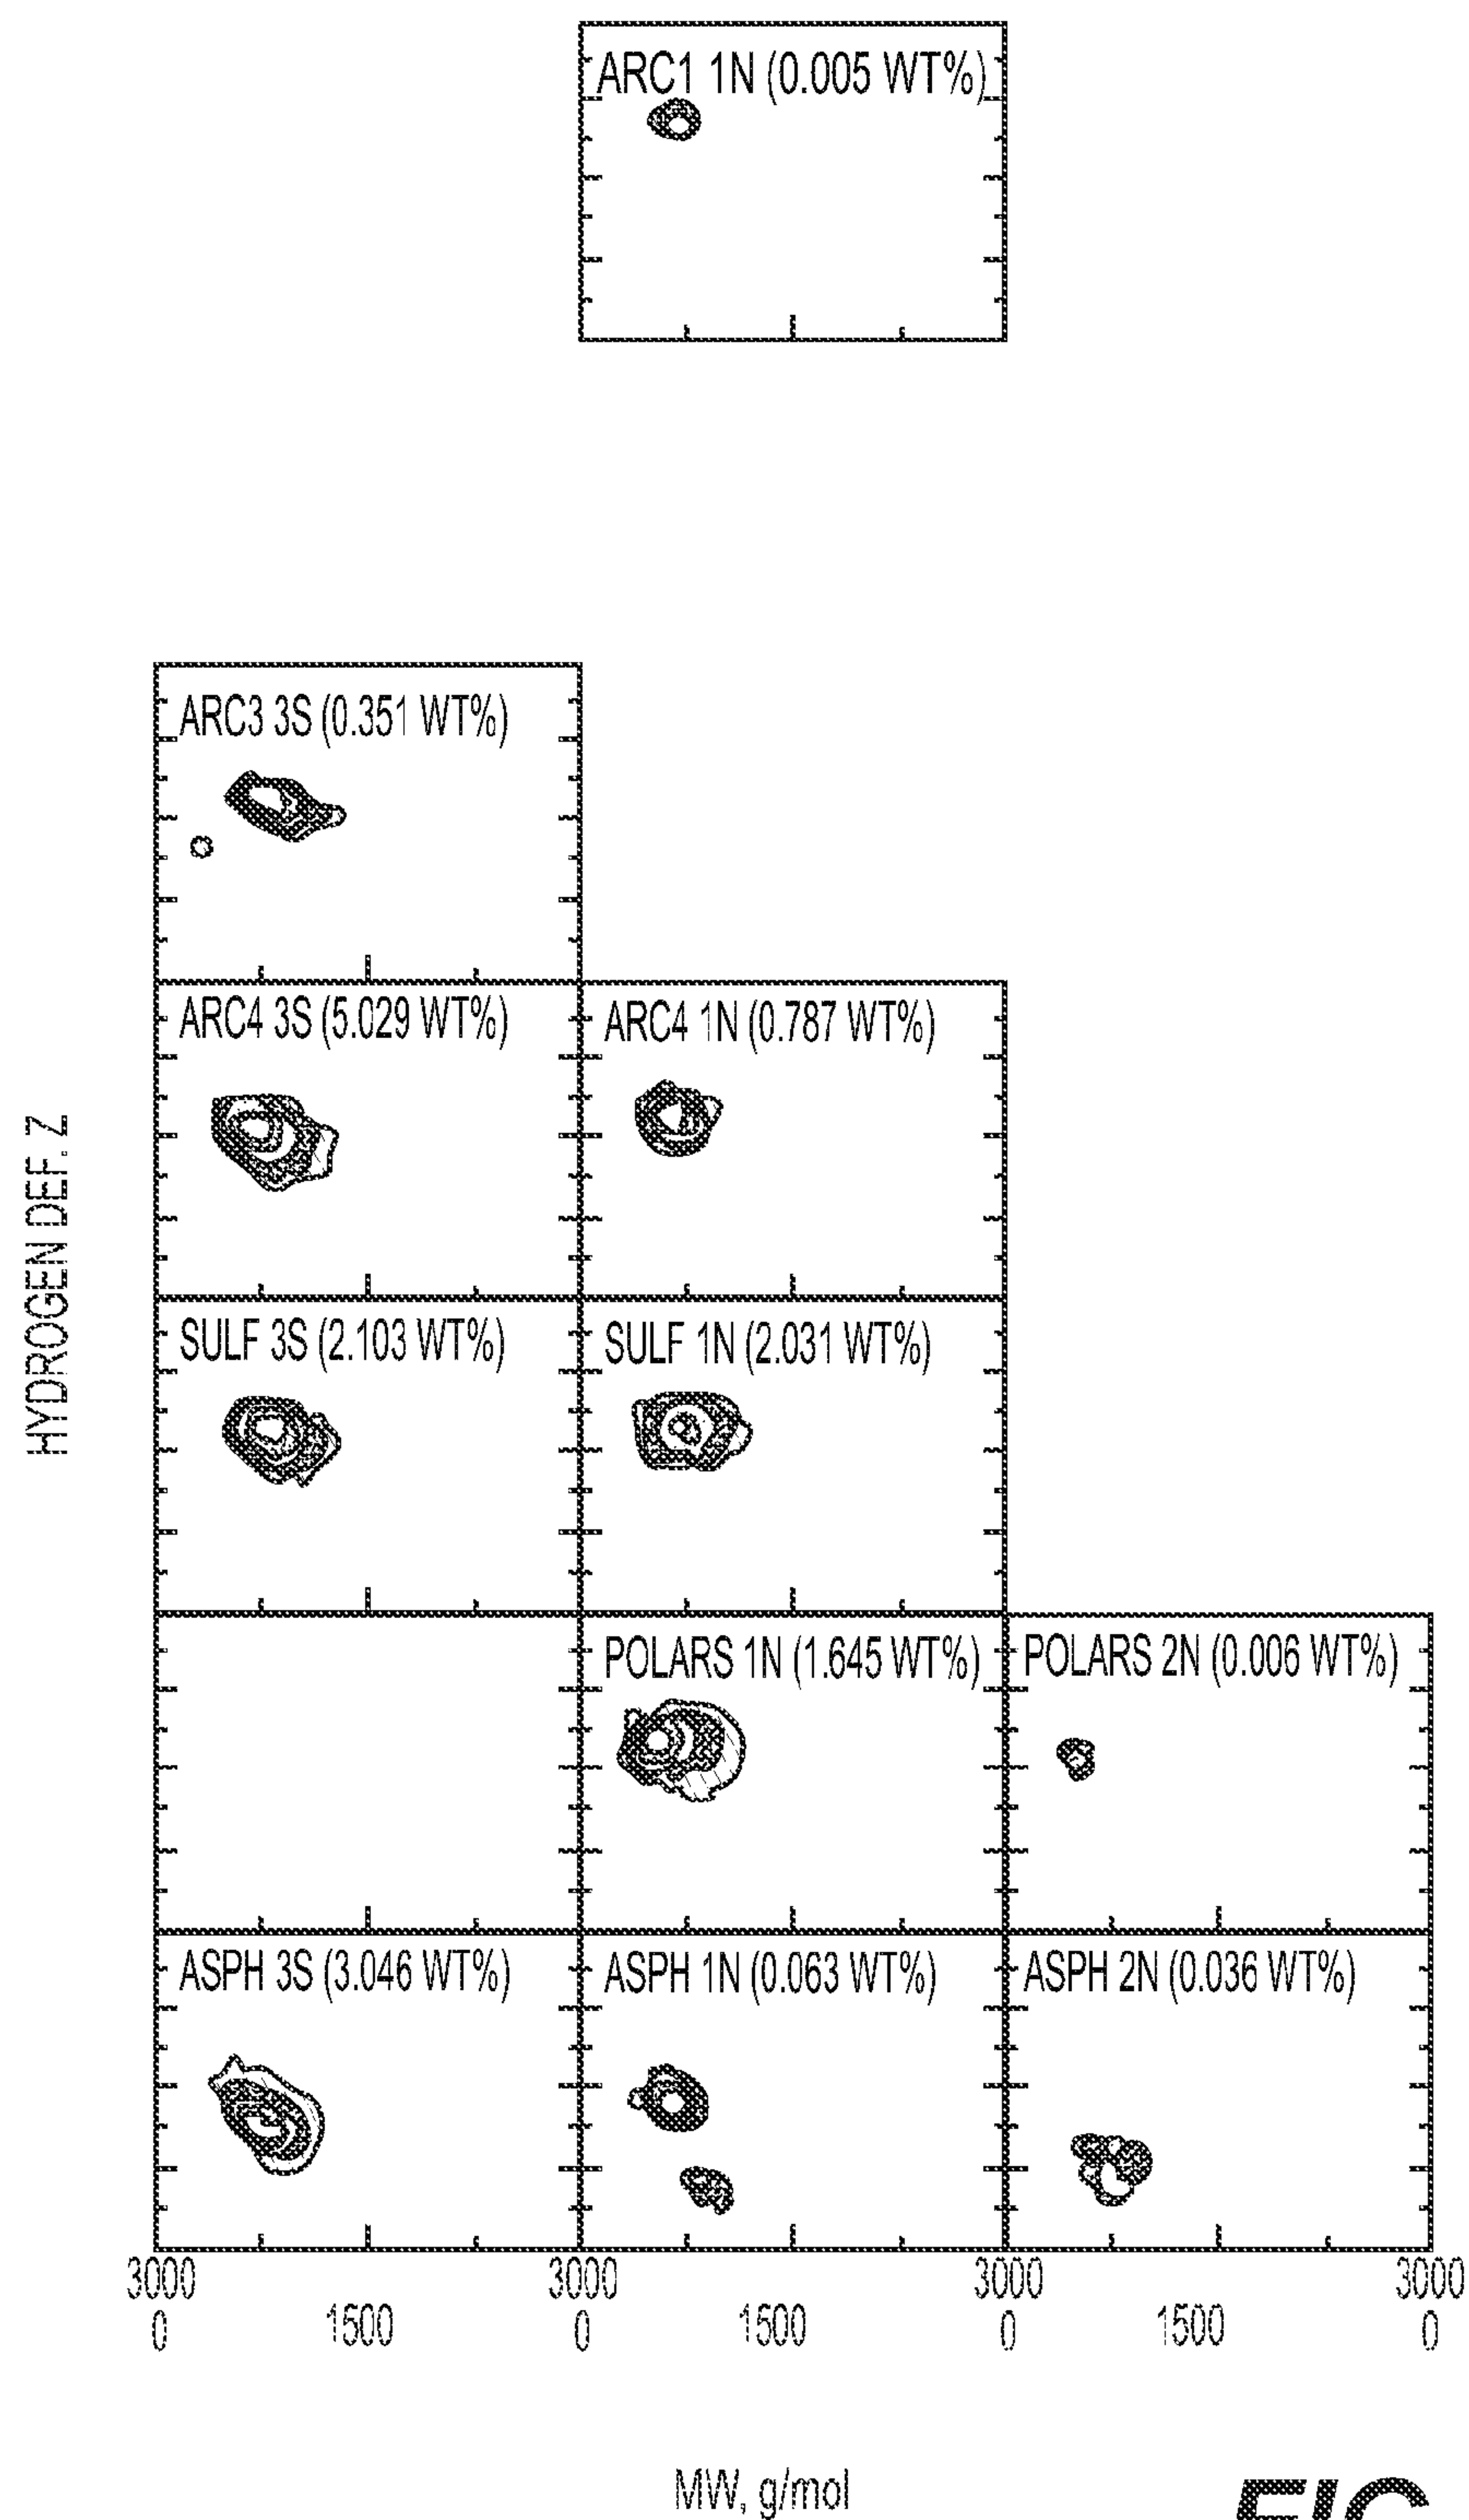 ARC1 1N (0.005 WT%)
ARC3 3S (0.351 WT%)
ARC4 3S (5.029 WT%)
ARC4 1N (0.787 WT%)
HYDROGEN DEF. Z
SULF 3S (2.103 WT%)
SULF 1N (2.031 WT%)
POLARS 1N (1.645 WT%)
POLARS 2N (0.006 WT%)
ASPH 3S (3.046 WT%)
ASPH 1N (0.063 WT%)
ASPH 2N (0.036 WT%)
3000 3000 3000 3000
0 1500 0 1500 0 1500 0
MW, g/mol
FIG